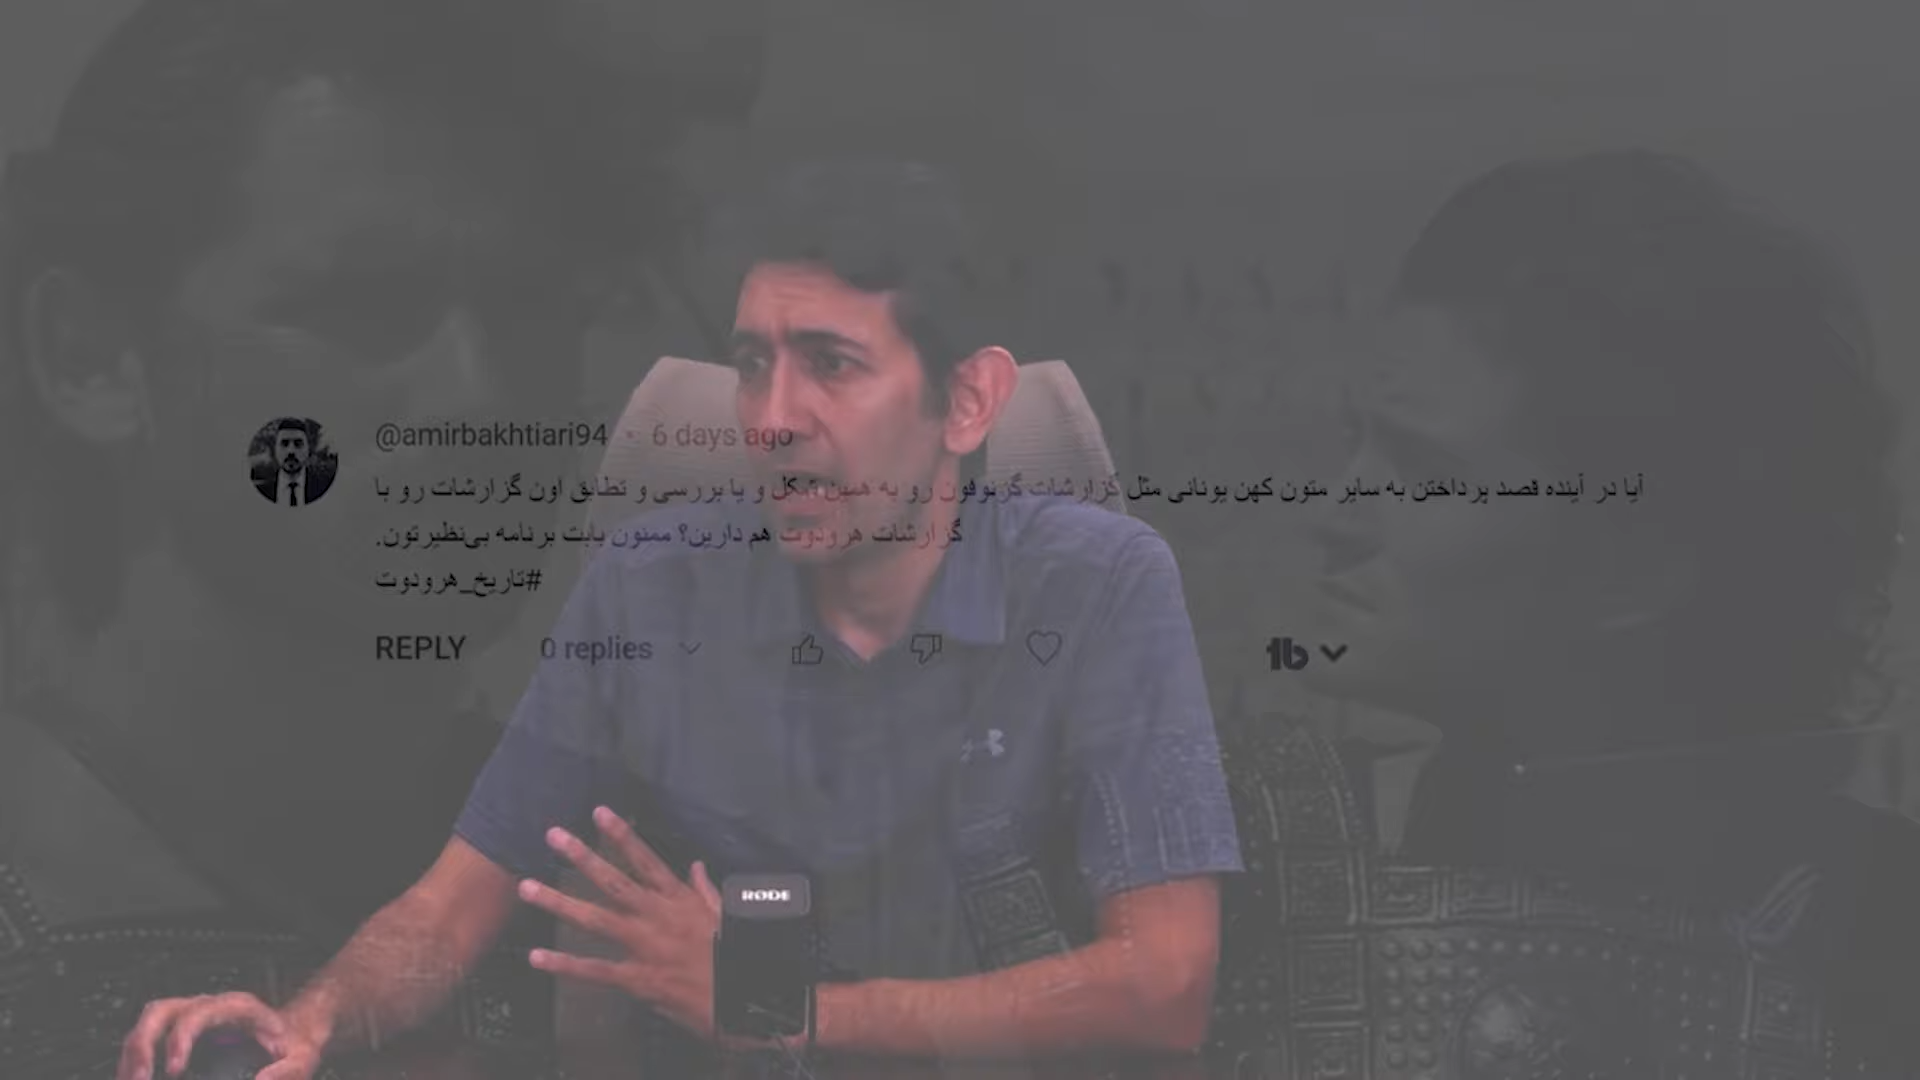 @amirbakhtiari94 • 6 days ago
آیا در آینده قصد پرداختن به سایر متون کهن یونانی مثل گزارشات گزنوفون رو به همین شکل و یا بررسی و تطابق اون گزارشات رو با
گزارشات هرودوت هم دارین؟ ممنون بابت برنامه بی‌نظیرتون.
#تاریخ_هرودوت
REPLY 0 replies
RØDE